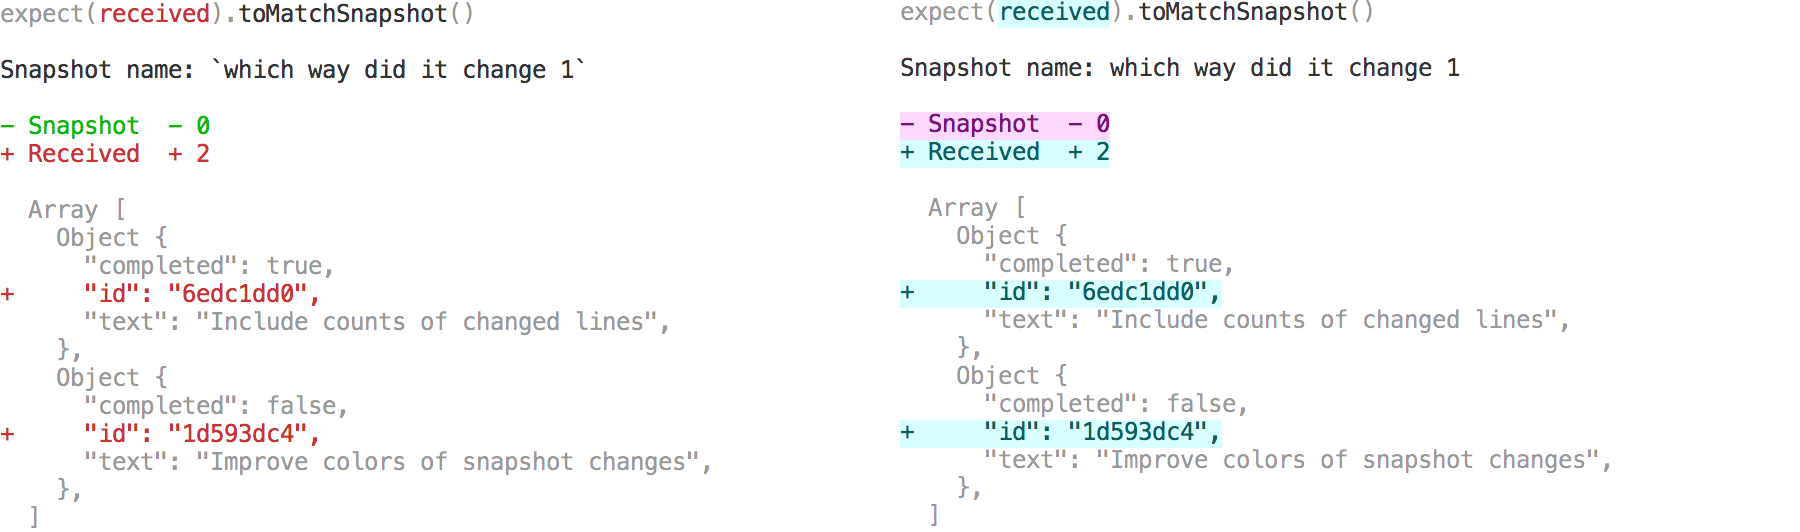 expect(received).toMatchSnapshot()

Snapshot name: `which way did it change 1`

- Snapshot  - 0
+ Received  + 2

  Array [
    Object {
      "completed": true,
+     "id": "6edc1dd0",
      "text": "Include counts of changed lines",
    },
    Object {
      "completed": false,
+     "id": "1d593dc4",
      "text": "Improve colors of snapshot changes",
    },
  ]

expect(received).toMatchSnapshot()

Snapshot name: which way did it change 1

- Snapshot  - 0
+ Received  + 2

  Array [
    Object {
      "completed": true,
+     "id": "6edc1dd0",
      "text": "Include counts of changed lines",
    },
    Object {
      "completed": false,
+     "id": "1d593dc4",
      "text": "Improve colors of snapshot changes",
    },
  ]